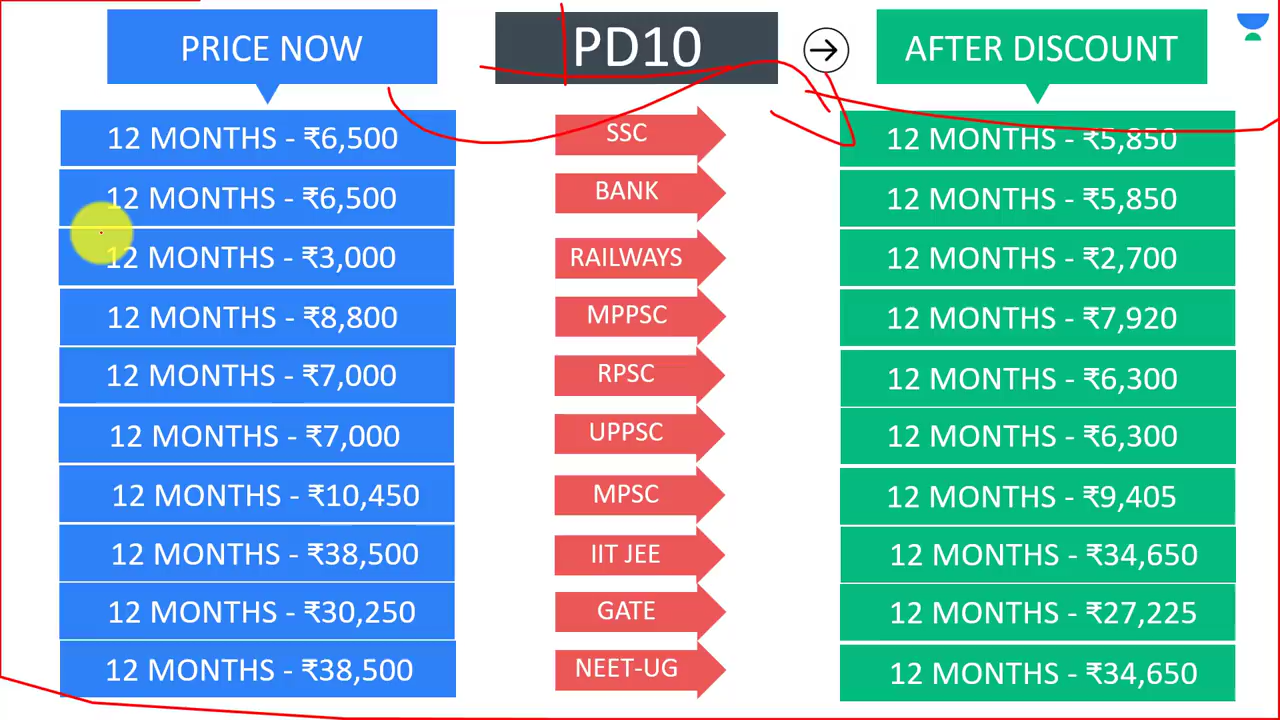 PRICE NOW PD10 AFTER DISCOUNT
12 MONTHS - ₹6,500 SSC 12 MONTHS - ₹5,850
12 MONTHS - ₹6,500 BANK 12 MONTHS - ₹5,850
12 MONTHS - ₹3,000 RAILWAYS 12 MONTHS - ₹2,700
12 MONTHS - ₹8,800 MPPSC 12 MONTHS - ₹7,920
12 MONTHS - ₹7,000 RPSC 12 MONTHS - ₹6,300
12 MONTHS - ₹7,000 UPPSC 12 MONTHS - ₹6,300
12 MONTHS - ₹10,450 MPSC 12 MONTHS - ₹9,405
12 MONTHS - ₹38,500 IIT JEE 12 MONTHS - ₹34,650
12 MONTHS - ₹30,250 GATE 12 MONTHS - ₹27,225
12 MONTHS - ₹38,500 NEET-UG 12 MONTHS - ₹34,650